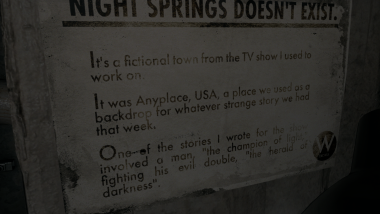 NIGHT SPRINGS DOESN'T EXIST.
It's a fictional town from the TV show I used to
work on.
It was Anyplace, USA, a place we used as a
backdrop for whatever strange story we had
that week.
One of the stories I wrote for the
involved a man, "the champion of light,"
fighting his evil double, "the herald of
darkness".
W